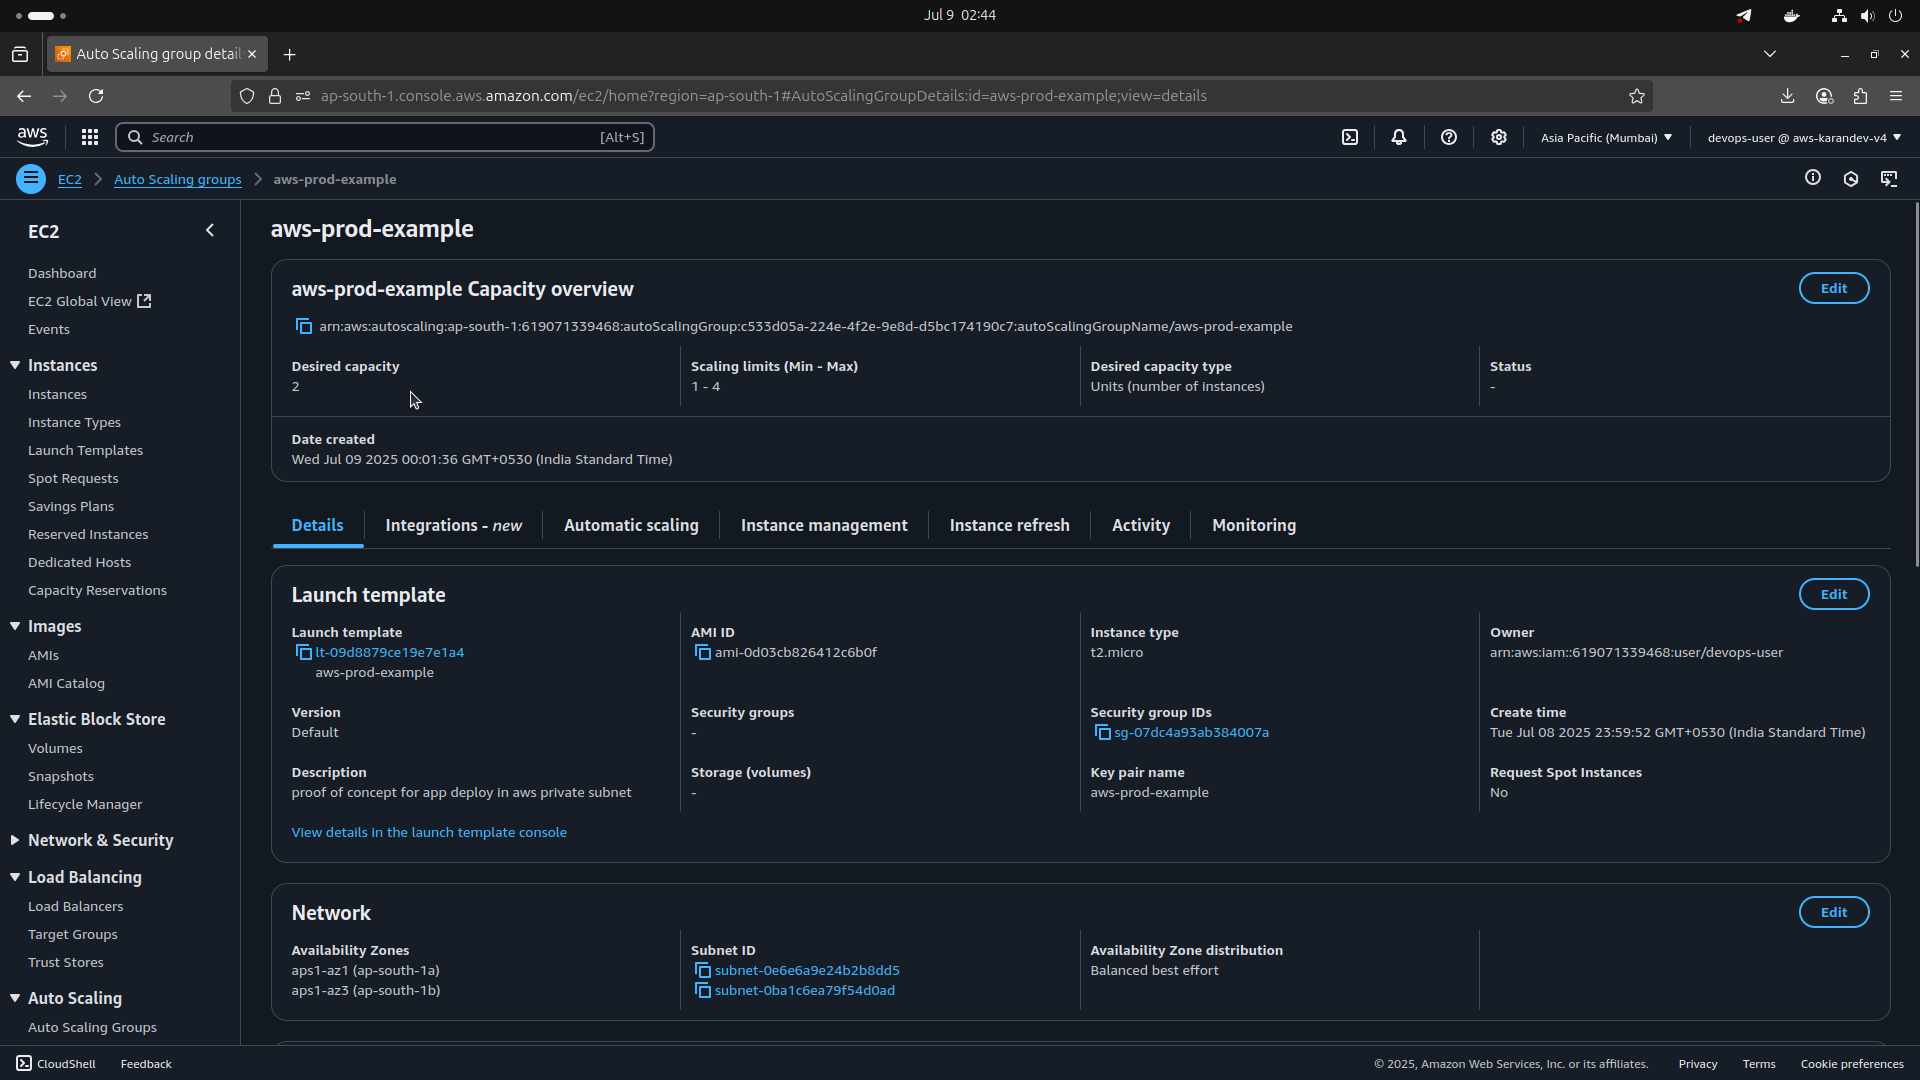 Jul 9 02:44
Auto Scaling group detail
ap-south-1.console.aws.amazon.com/ec2/home?region=ap-south-1#AutoScalingGroupDetails:id=aws-prod-example;view=details
aws
Search [Alt+S]
Asia Pacific (Mumbai)
devops-user @ aws-karandev-v4
EC2
Auto Scaling groups
aws-prod-example
EC2
Dashboard
EC2 Global View
Events
Instances
Instances
Instance Types
Launch Templates
Spot Requests
Savings Plans
Reserved Instances
Dedicated Hosts
Capacity Reservations
Images
AMIs
AMI Catalog
Elastic Block Store
Volumes
Snapshots
Lifecycle Manager
Network & Security
Load Balancing
Load Balancers
Target Groups
Trust Stores
Auto Scaling
Auto Scaling Groups
aws-prod-example
aws-prod-example Capacity overview
Edit
arn:aws:autoscaling:ap-south-1:619071339468:autoScalingGroup:c533d05a-224e-4f2e-9e8d-d5bc174190c7:autoScalingGroupName/aws-prod-example
Desired capacity
2
Scaling limits (Min - Max)
1 - 4
Desired capacity type
Units (number of instances)
Status
-
Date created
Wed Jul 09 2025 00:01:36 GMT+0530 (India Standard Time)
Details
Integrations - new
Automatic scaling
Instance management
Instance refresh
Activity
Monitoring
Launch template
Edit
Launch template
lt-09d8879ce19e7e1a4
aws-prod-example
AMI ID
ami-0d03cb826412c6b0f
Instance type
t2.micro
Owner
arn:aws:iam::619071339468:user/devops-user
Version
Default
Security groups
-
Security group IDs
sg-07dc4a93ab384007a
Create time
Tue Jul 08 2025 23:59:52 GMT+0530 (India Standard Time)
Description
proof of concept for app deploy in aws private subnet
Storage (volumes)
-
Key pair name
aws-prod-example
Request Spot Instances
No
View details in the launch template console
Network
Edit
Availability Zones
aps1-az1 (ap-south-1a)
aps1-az3 (ap-south-1b)
Subnet ID
subnet-0e6e6a9e24b2b8dd5
subnet-0ba1c6ea79f54d0ad
Availability Zone distribution
Balanced best effort
CloudShell
Feedback
© 2025, Amazon Web Services, Inc. or its affiliates.
Privacy
Terms
Cookie preferences